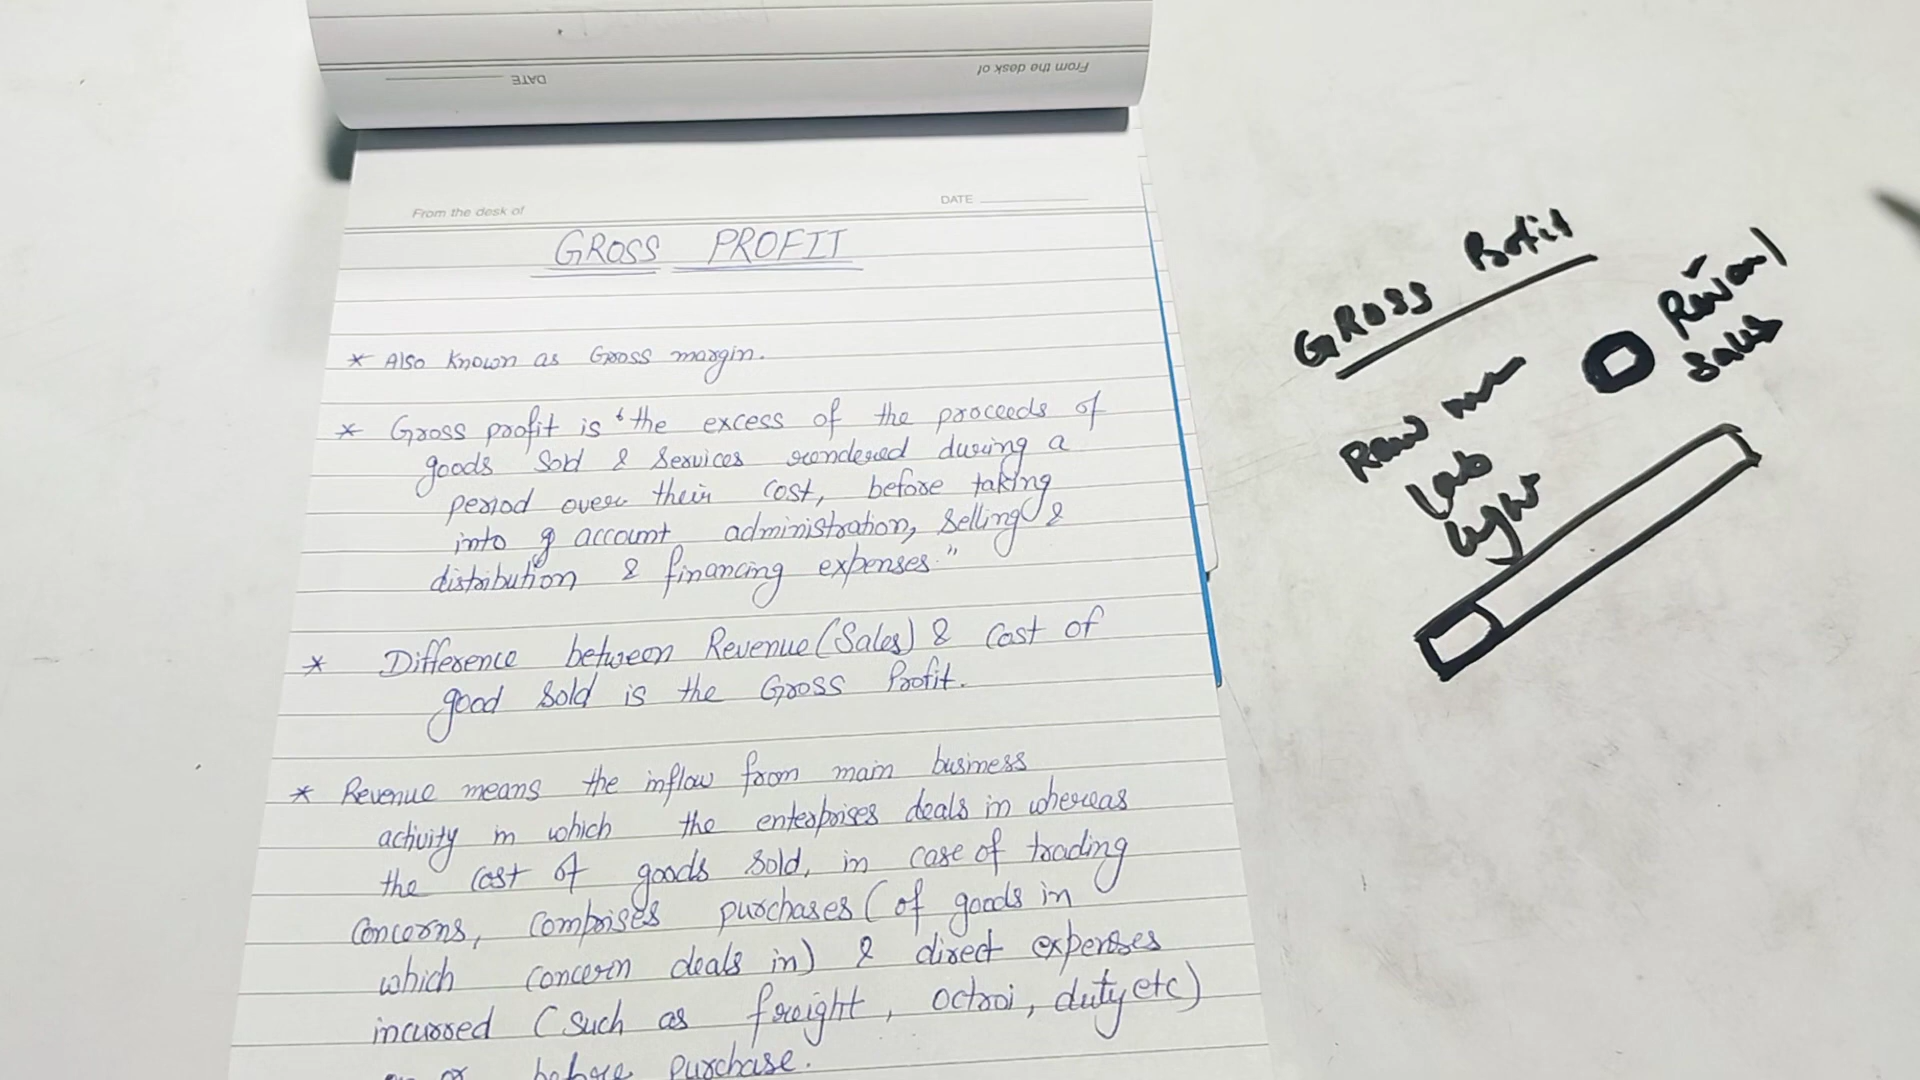 From the desk of
DATE
From the desk of
DATE
GROSS PROFIT
* Also known as Gross margin.
* Gross profit is "the excess of the proceeds of
goods sold & services rendered during a
period over their cost, before taking
into account administration, selling &
distribution & financing expenses."
* Difference between Revenue (Sales) & Cost of
good sold is the Gross Profit.
* Revenue means the inflow from main business
activity in which the enterprises deals in whereas
the cost of goods sold, in case of trading
concerns, comprises purchases (of goods in
which concern deals in) & direct expenses
incurred (such as freight, octroi, duty etc)
on or before purchase.
GROSS Profit
Raw
Lab
Light
Sales